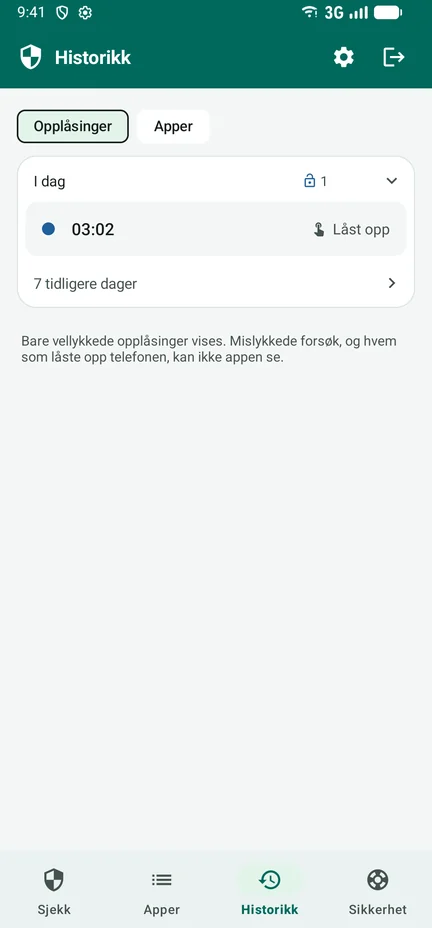 9:41
3G
Historikk
Opplåsinger
Apper
I dag
1
03:02
Låst opp
7 tidligere dager
Bare vellykkede opplåsinger vises. Mislykkede forsøk, og hvem
som låste opp telefonen, kan ikke appen se.
Sjekk
Apper
Historikk
Sikkerhet